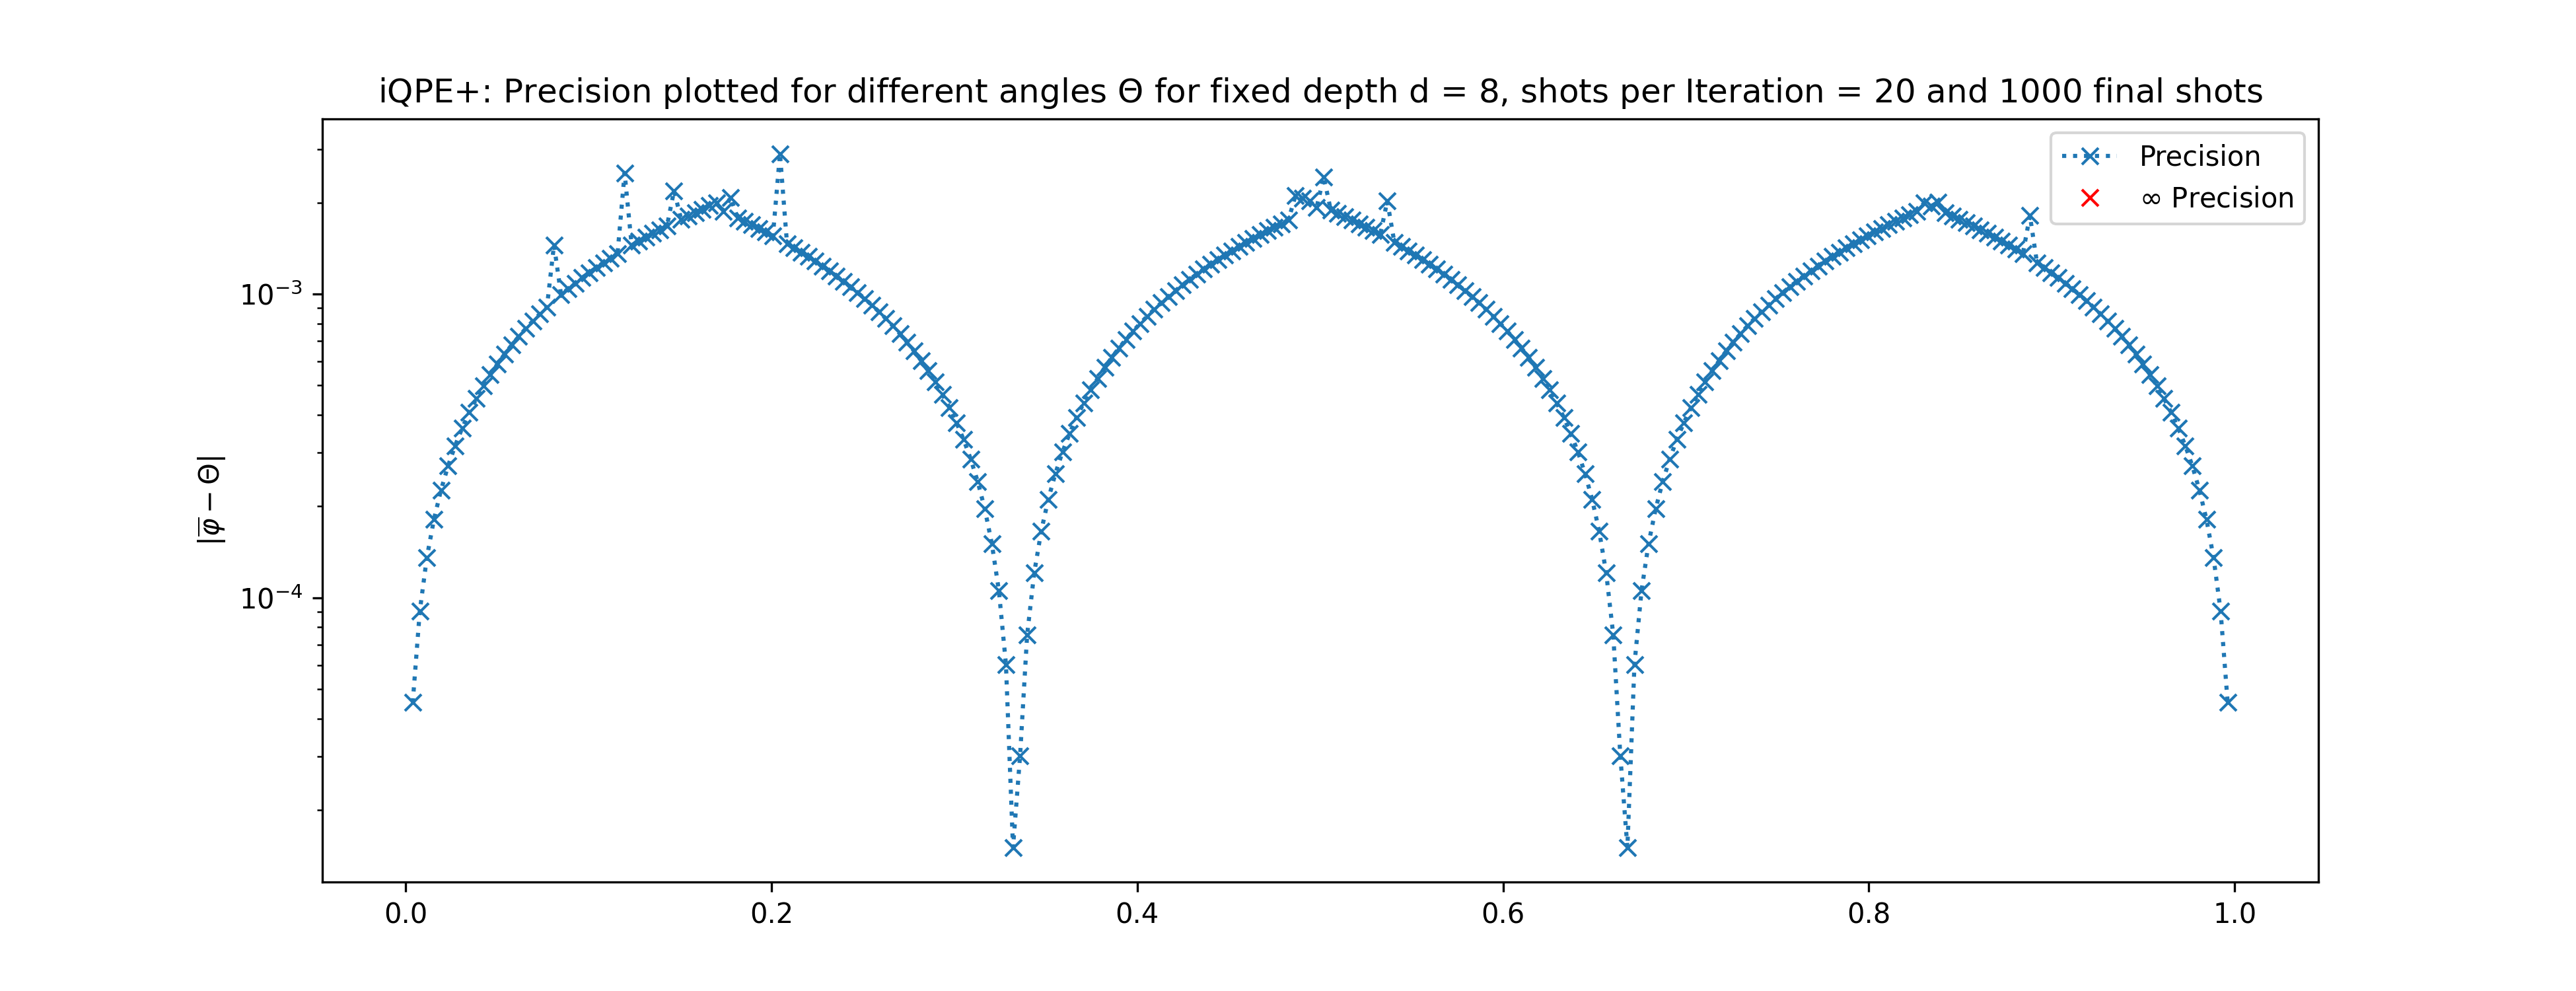 iQPE+: Precision plotted for different angles Θ for fixed depth d = 8, shots per Iteration = 20 and 1000 final shots
Precision
∞ Precision
10⁻³
10⁻⁴
|φ̅ − Θ|
0.0 0.2 0.4 0.6 0.8 1.0